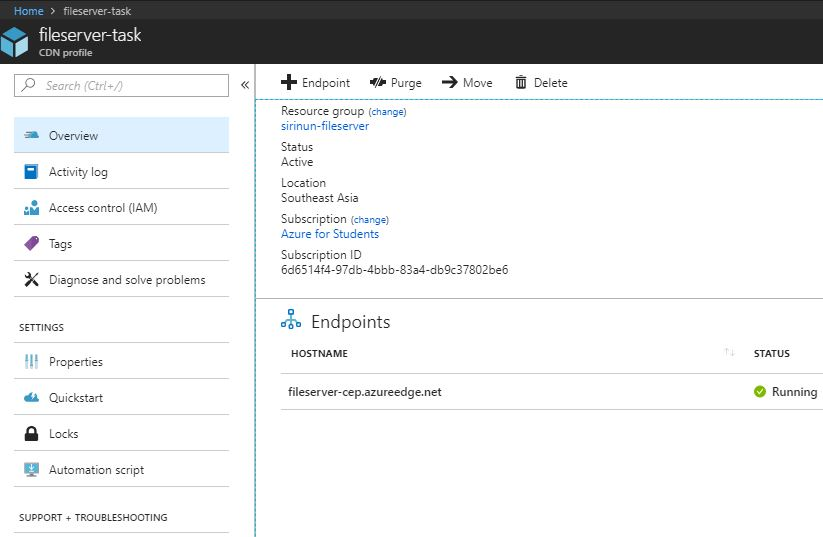 Home > fileserver-task
fileserver-task
CDN profile
Search (Ctrl+/)
«
Overview
Activity log
Access control (IAM)
Tags
Diagnose and solve problems
SETTINGS
Properties
Quickstart
Locks
Automation script
SUPPORT + TROUBLESHOOTING
Endpoint Purge Move Delete
Resource group (change)
sirinun-fileserver
Status
Active
Location
Southeast Asia
Subscription (change)
Azure for Students
Subscription ID
6d6514f4-97db-4bbb-83a4-db9c37802be6
Endpoints
HOSTNAME ↑↓ STATUS
fileserver-cep.azureedge.net Running